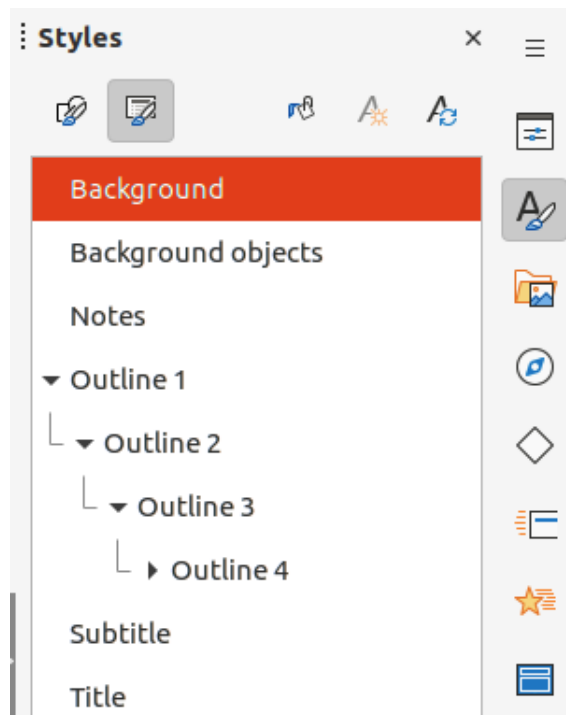 Styles
Background
Background objects
Notes
Outline 1
Outline 2
Outline 3
Outline 4
Subtitle
Title